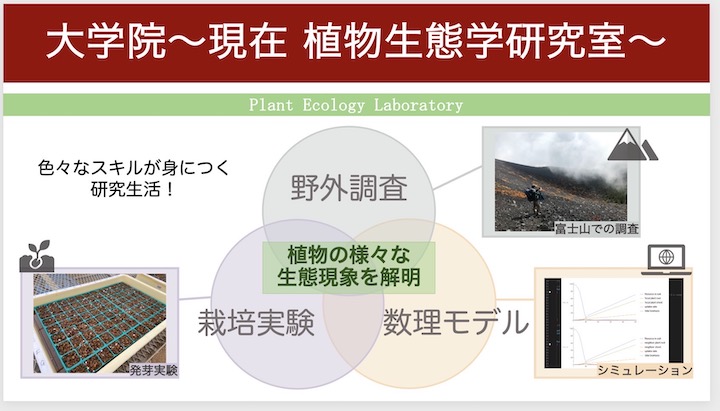 大学院〜現在 植物生態学研究室〜
Plant Ecology Laboratory
色々なスキルが身につく
研究生活！
野外調査
富士山での調査
植物の様々な
生態現象を解明
栽培実験
数理モデル
発芽実験
シミュレーション